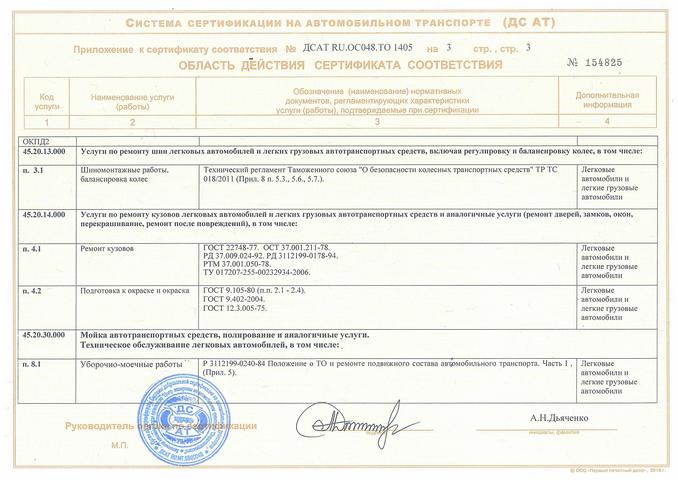 СИСТЕМА СЕРТИФИКАЦИИ НА АВТОМОБИЛЬНОМ ТРАНСПОРТЕ (ДС АТ)
Приложение к сертификату соответствия № ДСАТ RU.ОС048.ТО 1405 на 3 стр., стр. 3
ОБЛАСТЬ ДЕЙСТВИЯ СЕРТИФИКАТА СООТВЕТСТВИЯ № 154825
Код
услуги
Наименование услуги
(работы)
Обозначение (наименование) нормативных
документов, регламентирующих характеристики
услуги (работы), подтверждаемые при сертификации
Дополнительная
информация
1 2 3 4
ОКПД2
45.20.13.000 Услуги по ремонту шин легковых автомобилей и легких грузовых автотранспортных средств, включая регулировку и балансировку колес, в том числе:
п. 3.1
Шиномонтажные работы,
балансировка колес
Технический регламент Таможенного союза "О безопасности колесных транспортных средств" ТР ТС
018/2011 (Прил. 8 п. 5.3., 5.6., 5.7.).
Легковые
автомобили и
легкие грузовые
автомобили
45.20.14.000 Услуги по ремонту кузовов легковых автомобилей и легких грузовых автотранспортных средств и аналогичные услуги (ремонт дверей, замков, окон,
перекрашивание, ремонт после повреждений), в том числе:
п. 4.1
Ремонт кузовов
ГОСТ 22748-77. ОСТ 37.001.211-78.
РД 37.009.024-92. РД 3112199-0178-94.
РТМ 37.001.050-78.
ТУ 017207-255-00232934-2006.
Легковые
автомобили и
легкие грузовые
автомобили
п. 4.2
Подготовка к окраске и окраска
ГОСТ 9.105-80 (п.п. 2.1 - 2.4).
ГОСТ 9.402-2004.
ГОСТ 12.3.005-75.
Легковые
автомобили и
легкие грузовые
автомобили
45.20.30.000 Мойка автотранспортных средств, полирование и аналогичные услуги.
Техническое обслуживание легковых автомобилей, в том числе:
п. 8.1
Уборочно-моечные работы
Р 3112199-0240-84 Положение о ТО и ремонте подвижного состава автомобильного транспорта. Часть I ,
(Прил. 5).
Легковые
автомобили и
легкие грузовые
автомобили
ДС
АТ
Руководитель органа по сертификации
А.Н.Дьяченко
М.П.
подпись
инициалы, фамилия
© ООО «Первый печатный двор»,